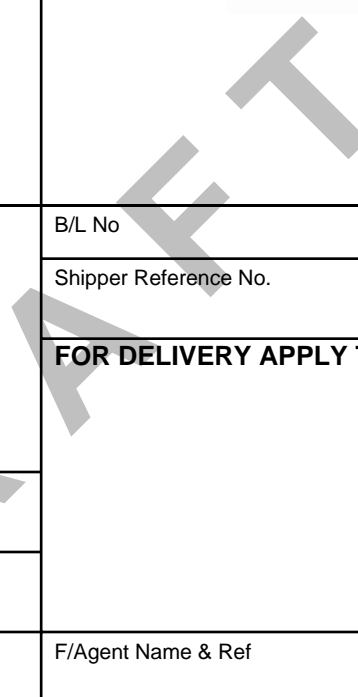 B/L No
Shipper Reference No.
FOR DELIVERY APPLY
F/Agent Name & Ref